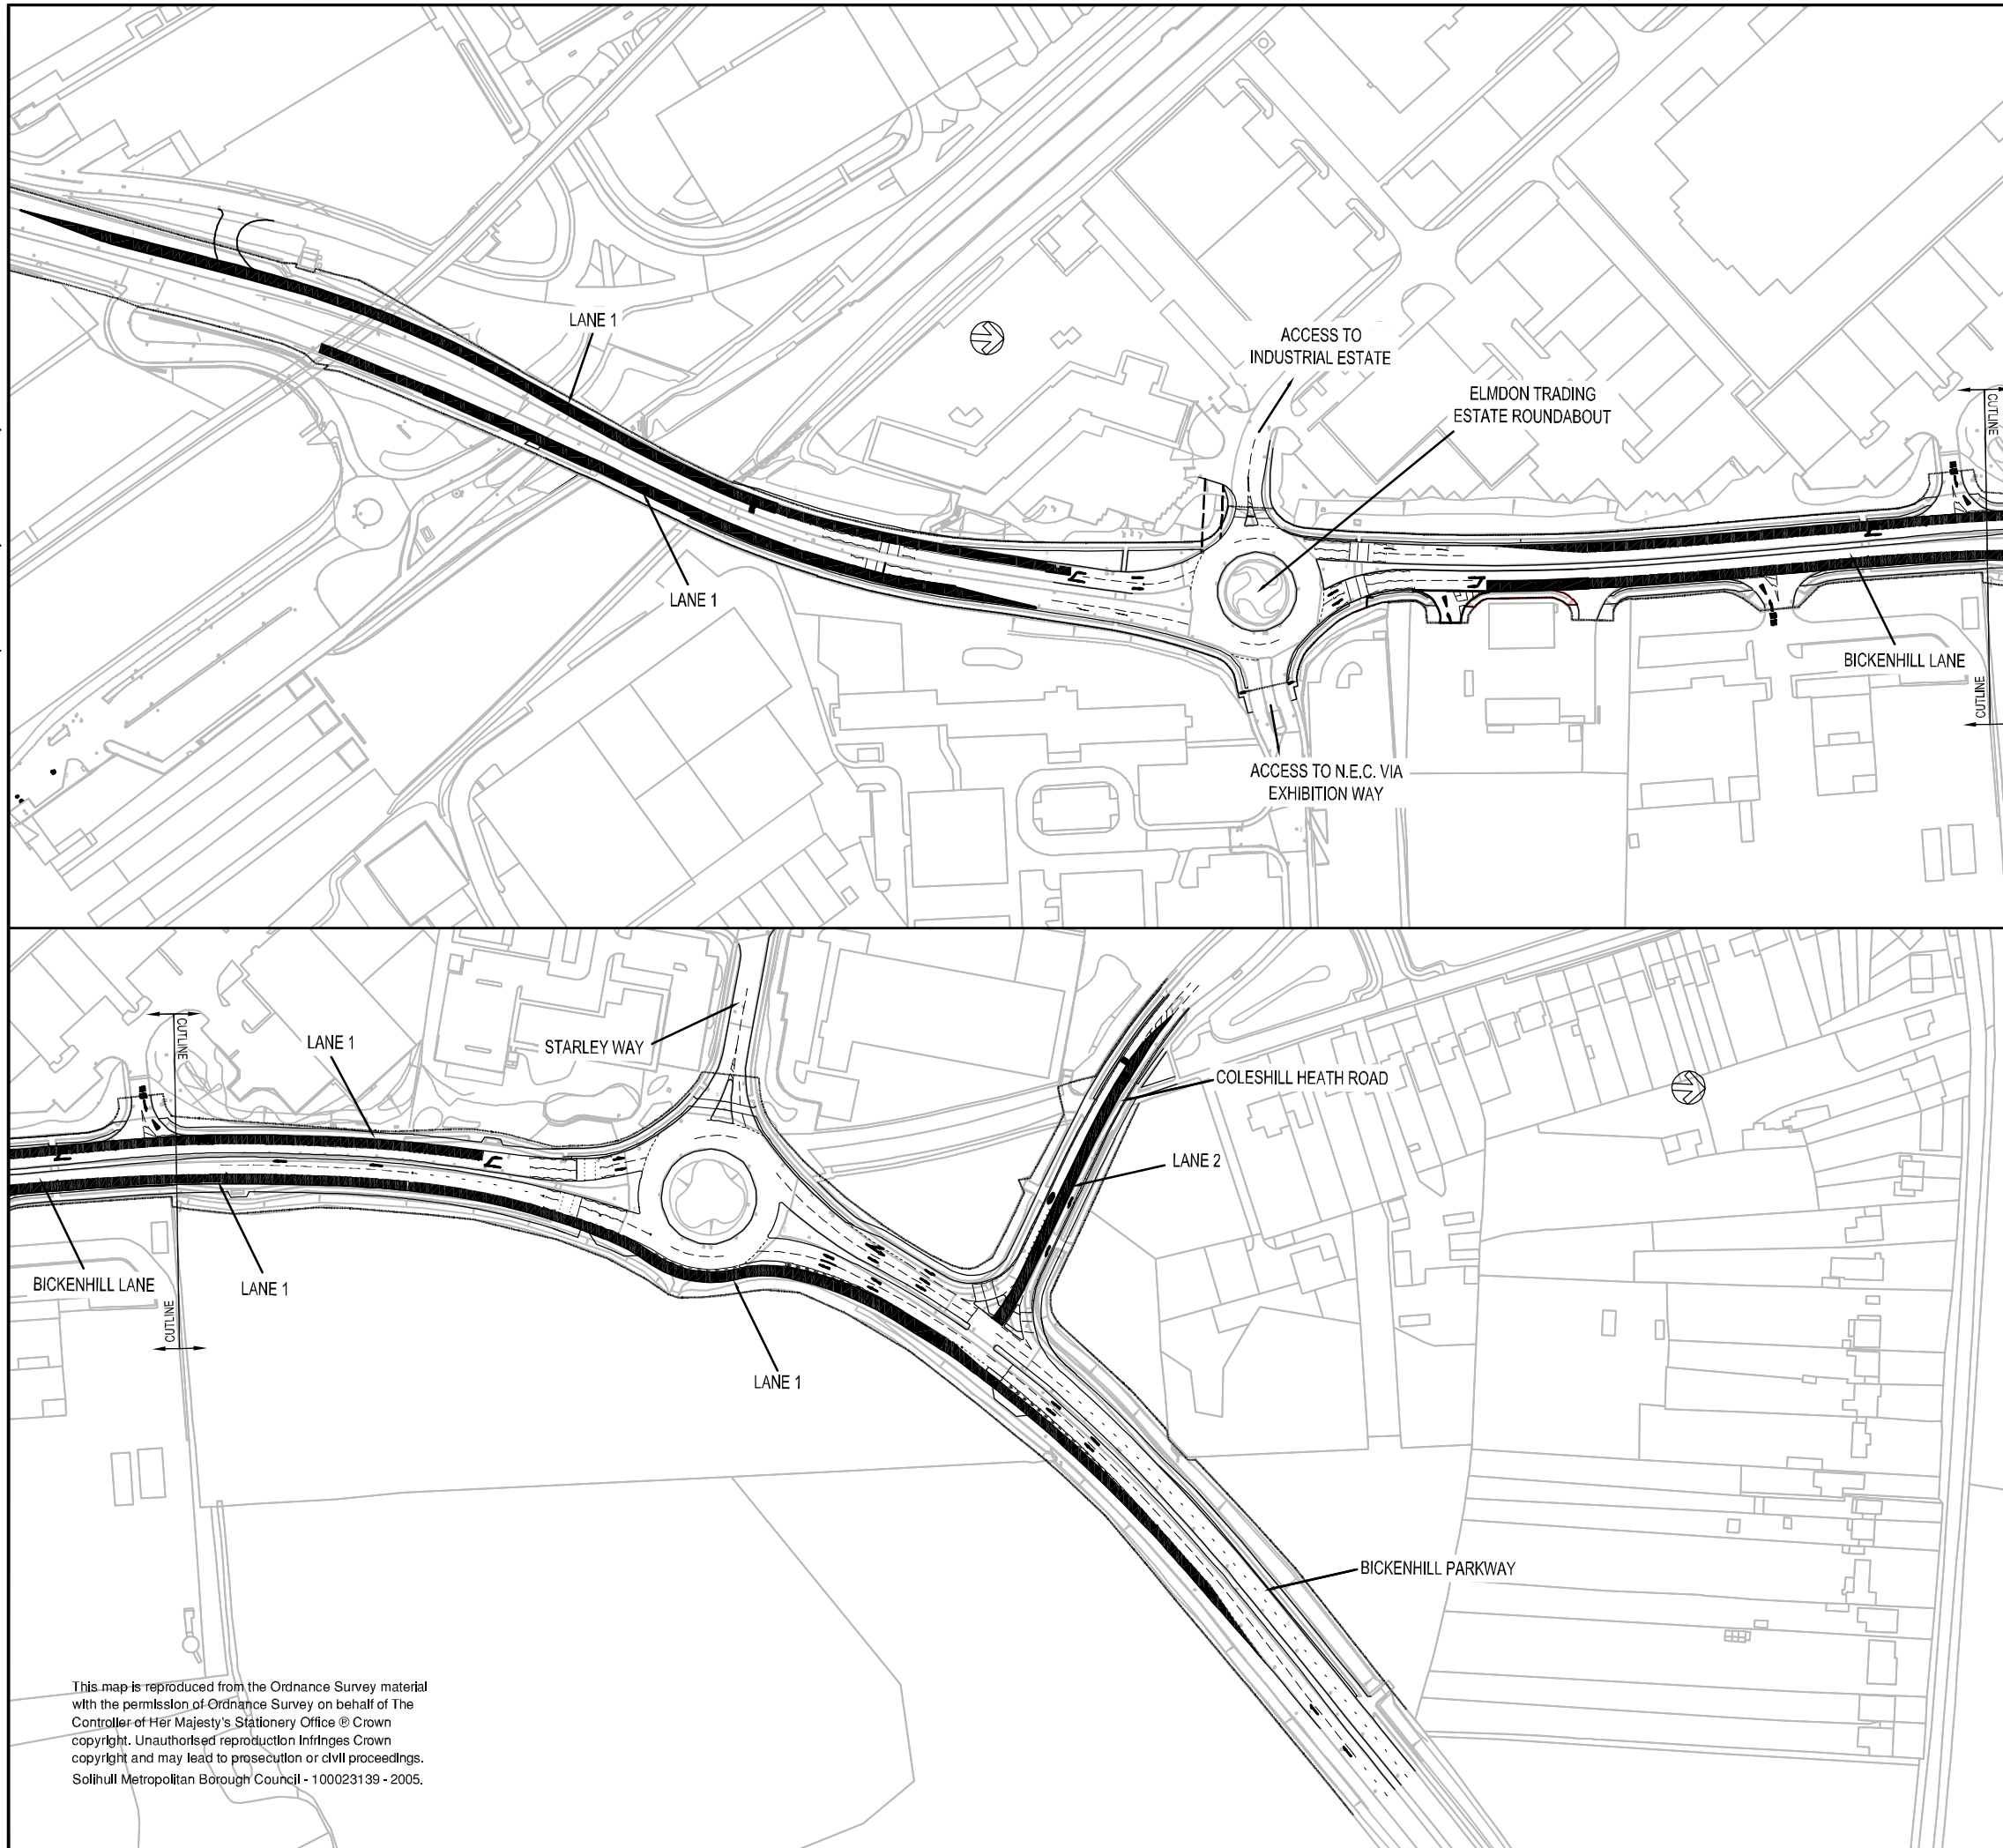 LANE 1
ACCESS TO
INDUSTRIAL ESTATE
ELMDON TRADING
ESTATE ROUNDABOUT
CUTLINE
LANE 1
BICKENHILL LANE
CUTLINE
ACCESS TO N.E.C. VIA
EXHIBITION WAY
CUTLINE
LANE 1
STARLEY WAY
COLESHILL HEATH ROAD
LANE 2
BICKENHILL LANE
LANE 1
CUTLINE
LANE 1
BICKENHILL PARKWAY
This map is reproduced from the Ordnance Survey material
with the permission of Ordnance Survey on behalf of The
Controller of Her Majesty's Stationery Office ® Crown
copyright. Unauthorised reproduction infringes Crown
copyright and may lead to prosecution or civil proceedings.
Solihull Metropolitan Borough Council - 100023139 - 2005.